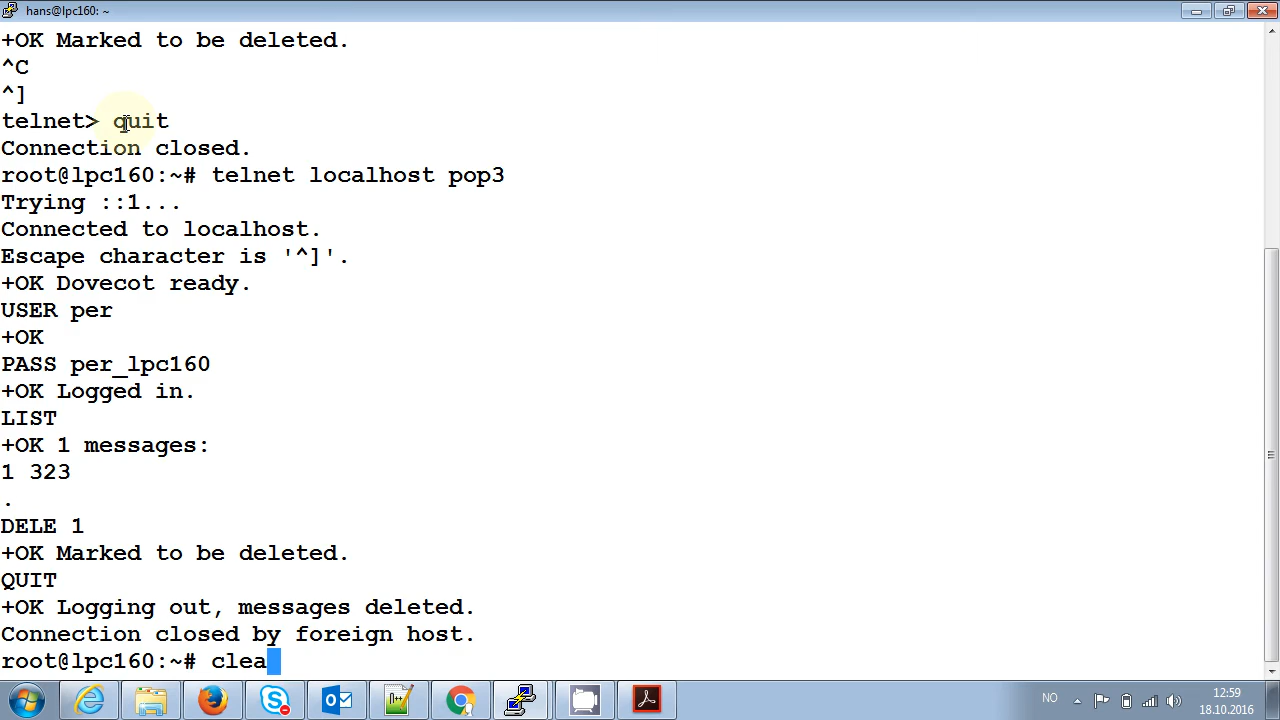 hans@lpc160: ~
+OK Marked to be deleted.
^C
^]
telnet> quit
Connection closed.
root@lpc160:~# telnet localhost pop3
Trying ::1...
Connected to localhost.
Escape character is '^]'.
+OK Dovecot ready.
USER per
+OK
PASS per_lpc160
+OK Logged in.
LIST
+OK 1 messages:
1 323
.
DELE 1
+OK Marked to be deleted.
QUIT
+OK Logging out, messages deleted.
Connection closed by foreign host.
root@lpc160:~# clea
NO
12:59
18.10.2016